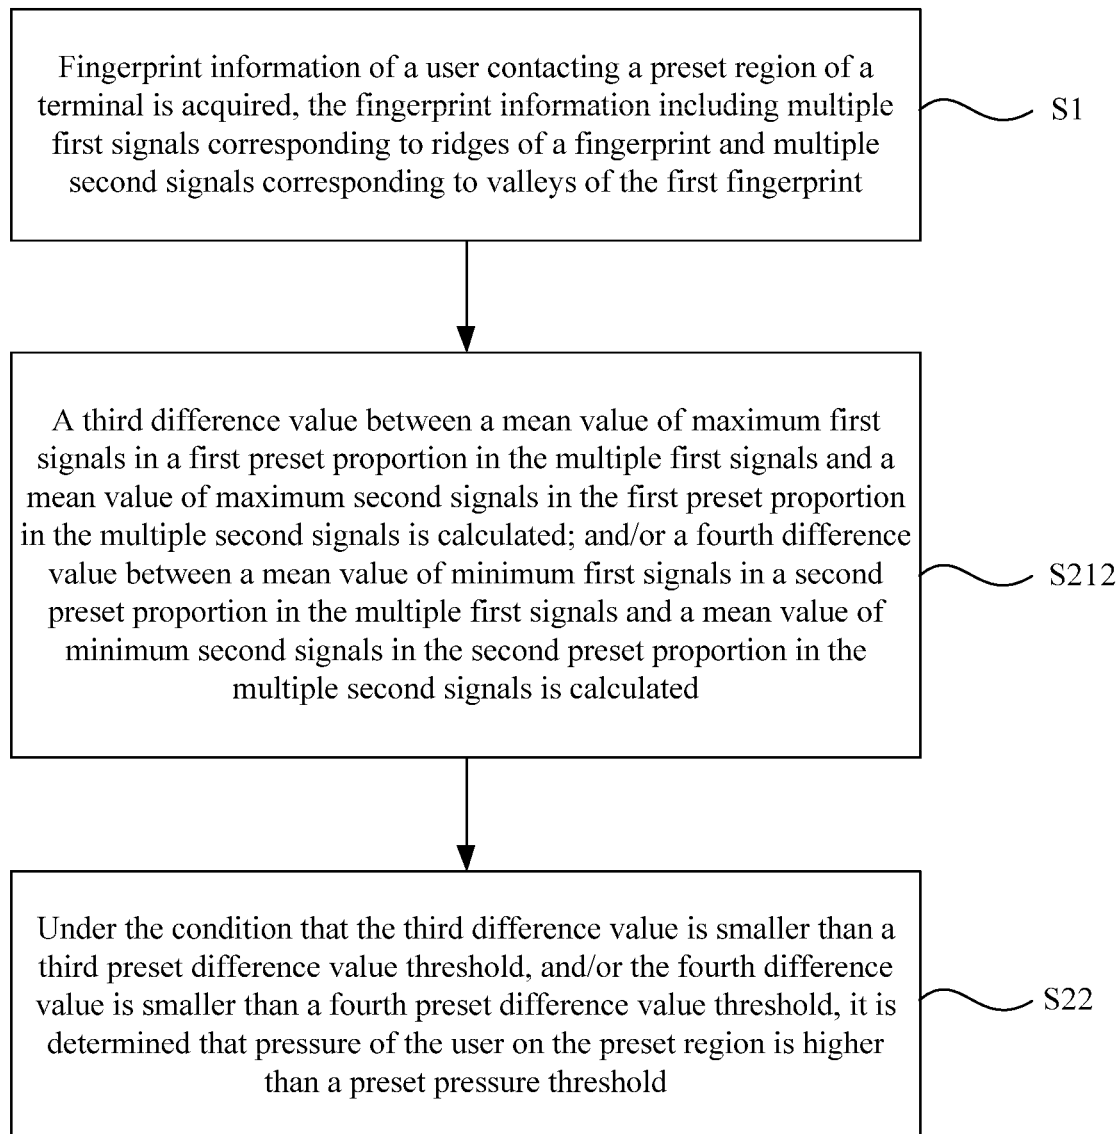 Fingerprint information of a user contacting a preset region of a
terminal is acquired, the fingerprint information including multiple
first signals corresponding to ridges of a fingerprint and multiple
second signals corresponding to valleys of the first fingerprint
S1
A third difference value between a mean value of maximum first
signals in a first preset proportion in the multiple first signals and a
mean value of maximum second signals in the first preset proportion
in the multiple second signals is calculated; and/or a fourth difference
value between a mean value of minimum first signals in a second
preset proportion in the multiple first signals and a mean value of
minimum second signals in the second preset proportion in the
multiple second signals is calculated
S212
Under the condition that the third difference value is smaller than a
third preset difference value threshold, and/or the fourth difference
value is smaller than a fourth preset difference value threshold, it is
determined that pressure of the user on the preset region is higher
than a preset pressure threshold
S22